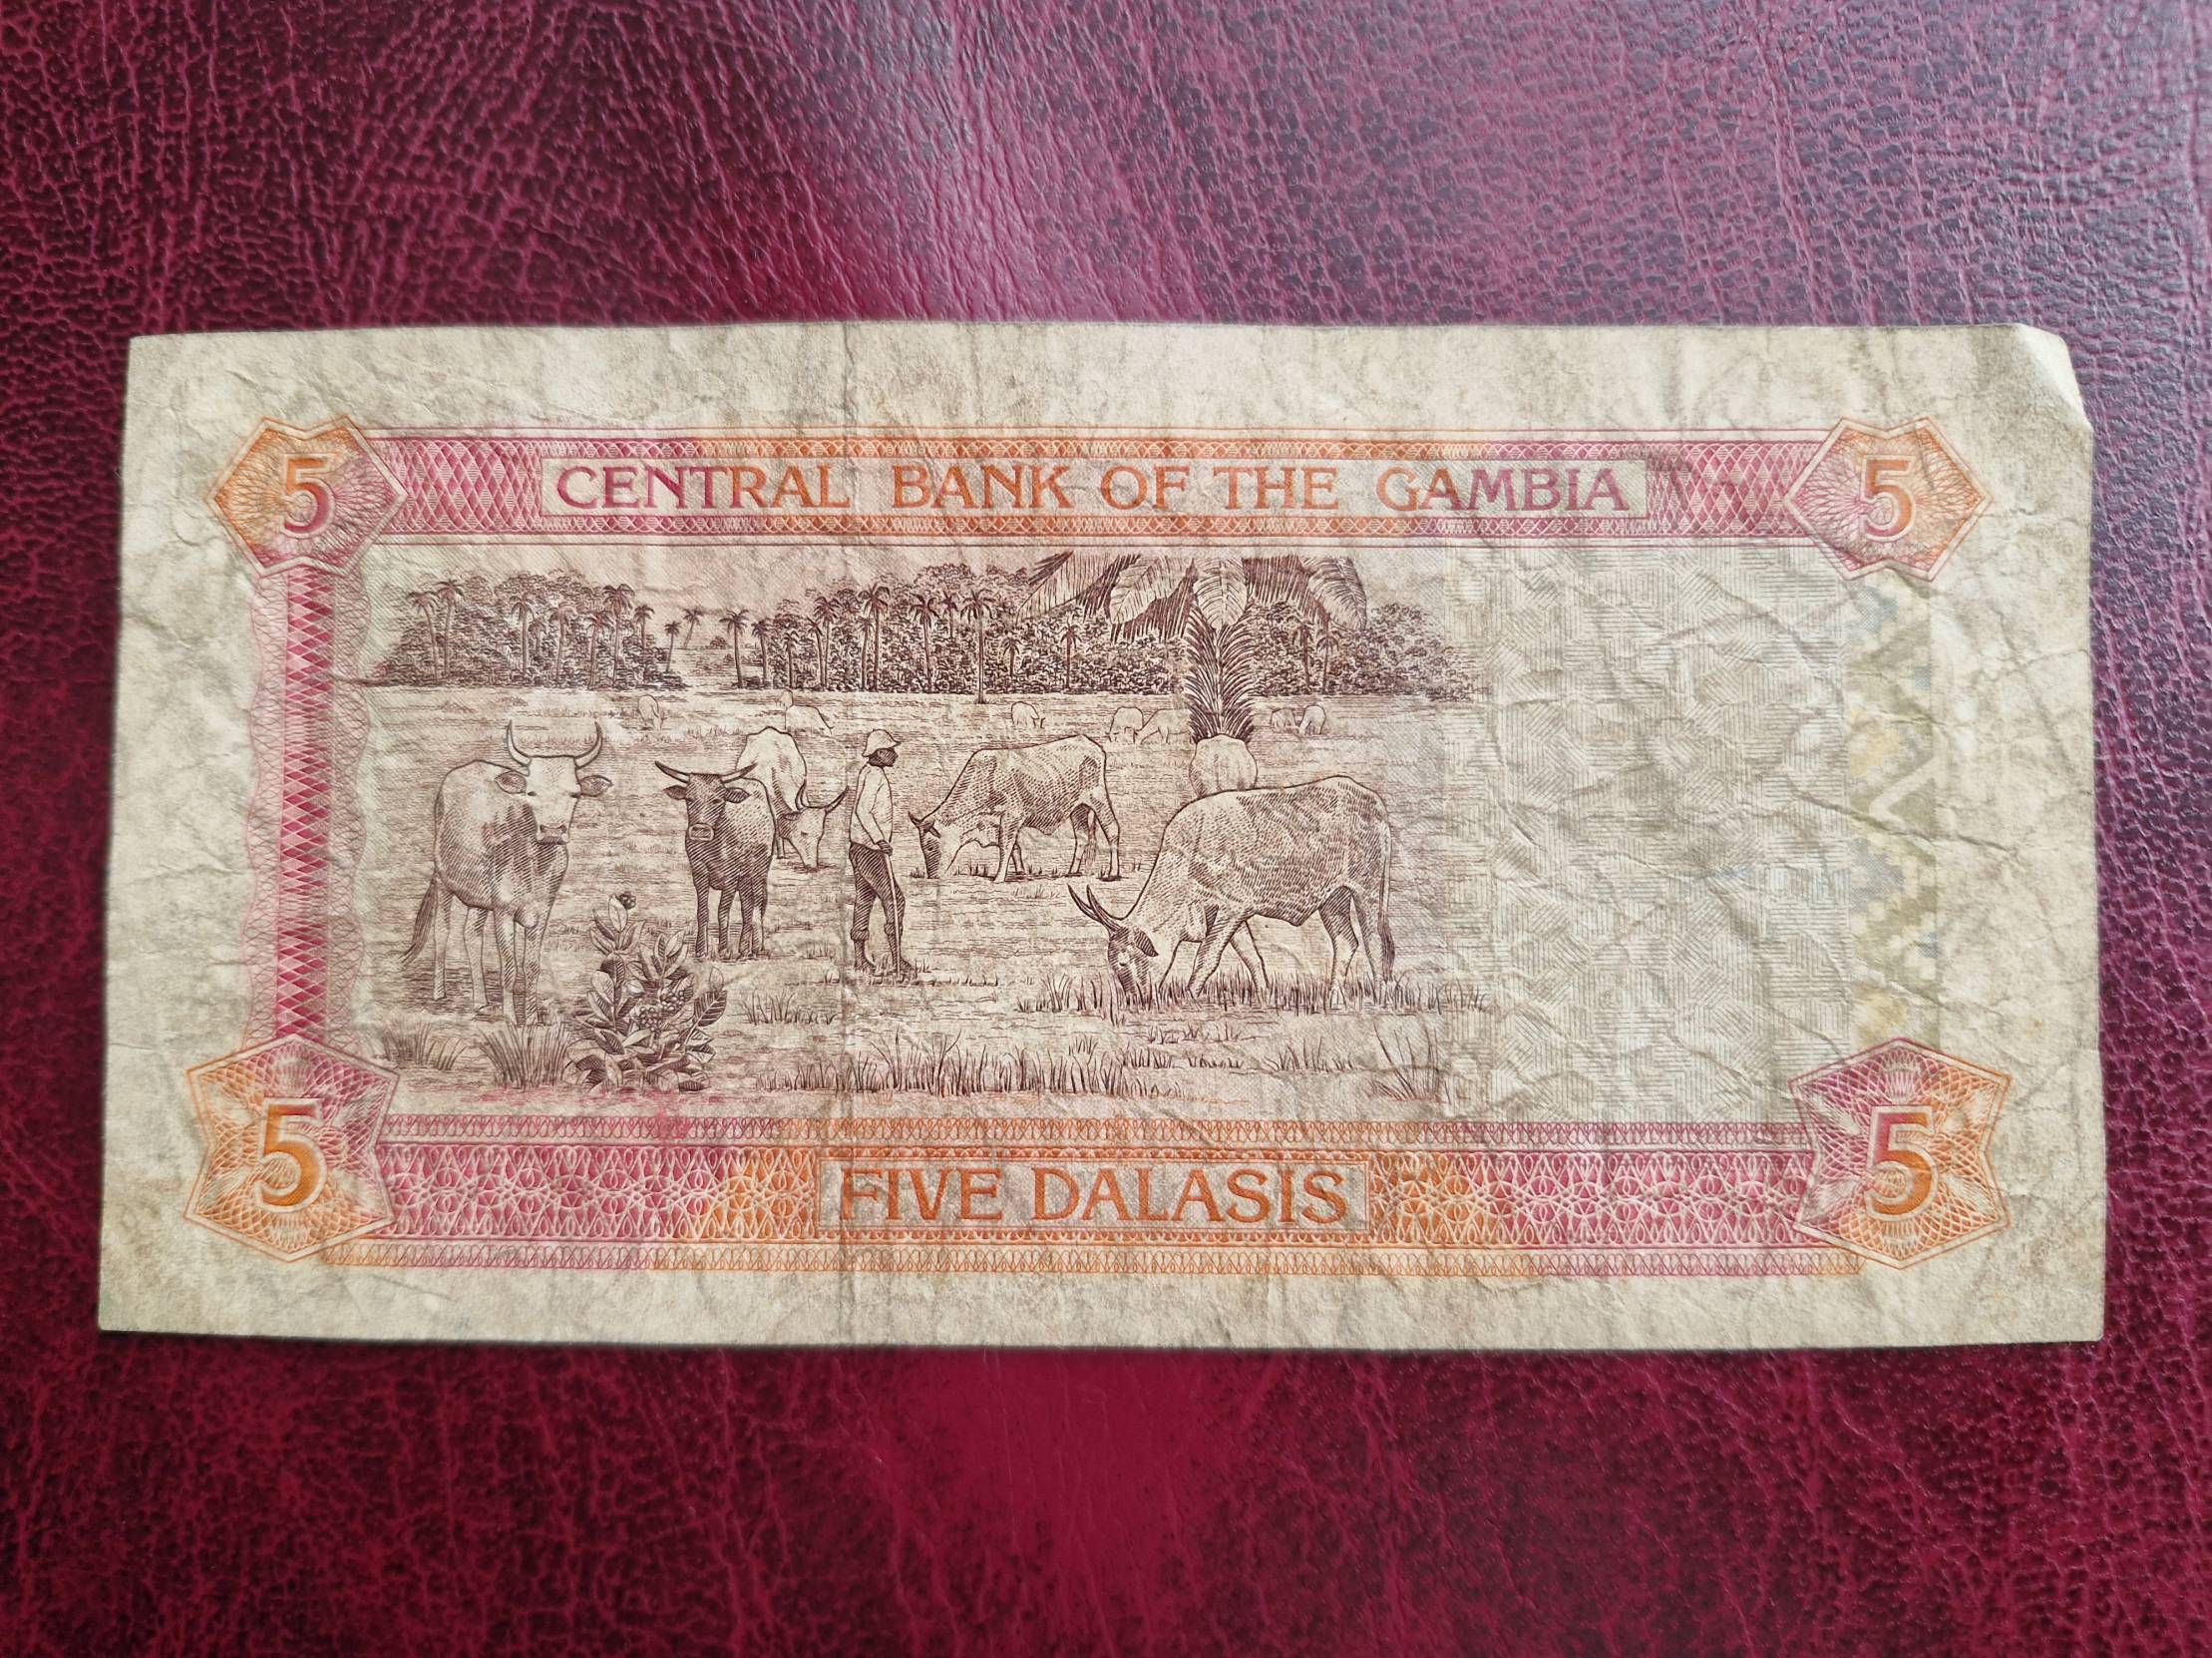 5 CENTRAL BANK OF THE GAMBIA 5
5 FIVE DALASIS 5